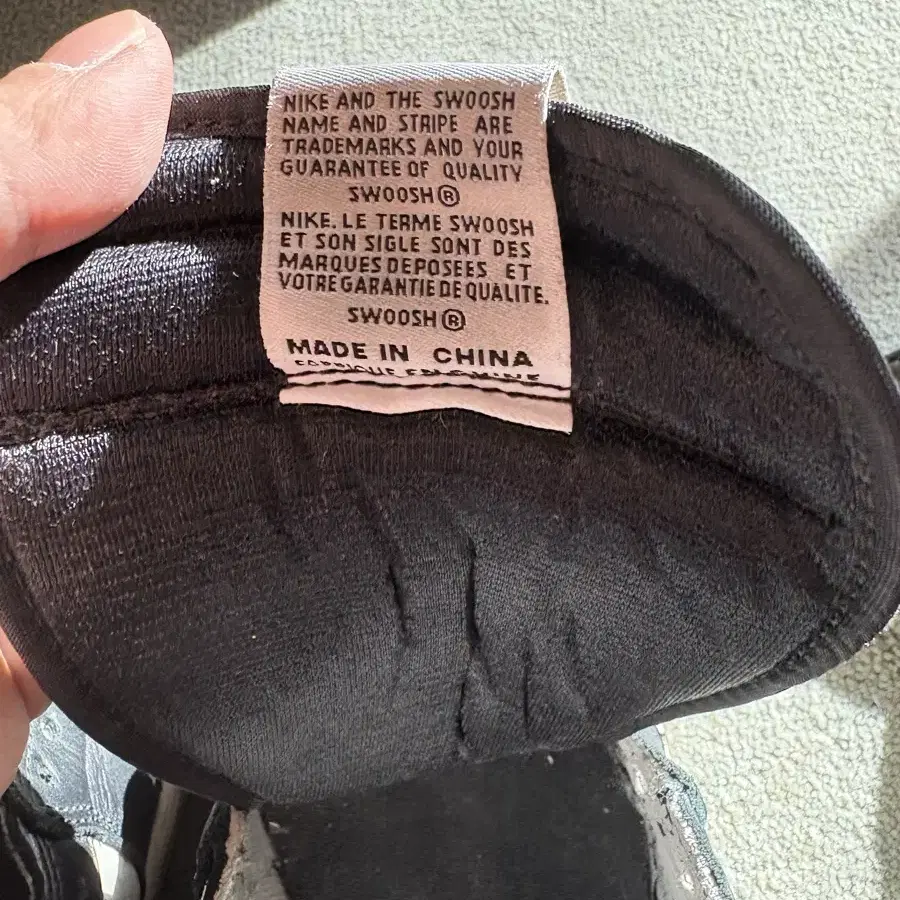 NIKE AND THE SWOOSH
NAME AND STRIPE ARE
TRADEMARKS AND YOUR
GUARANTEE OF QUALITY
SWOOSH®
NIKE. LE TERME SWOOSH
ET SON SIGLE SONT DES
MARQUES DEPOSEES ET
VOTRE GARANTIE DE QUALITE.
SWOOSH®
MADE IN CHINA